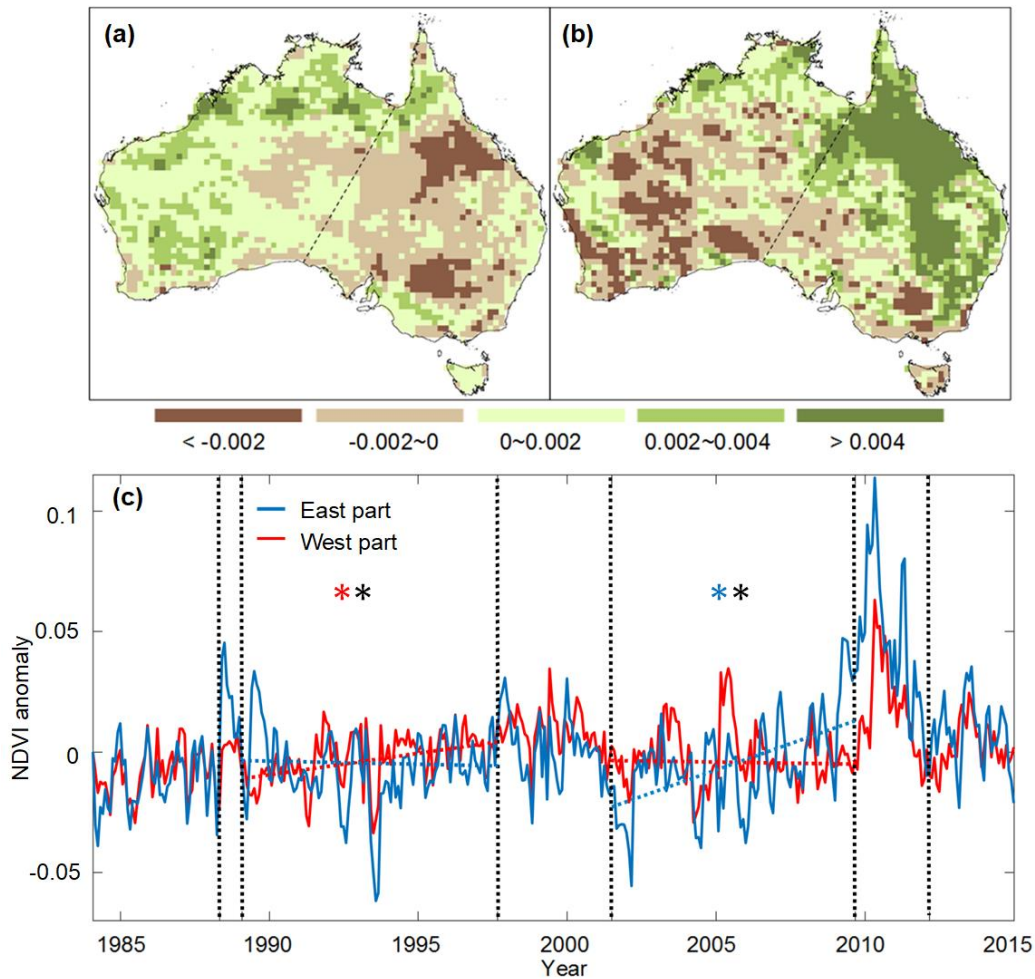 (a)
(b)
< -0.002
-0.002~0
0~0.002
0.002~0.004
> 0.004
(c)
East part
West part
* *
* *
0.1
0.05
0
-0.05
NDVI anomaly
1985
1990
1995
2000
2005
2010
2015
Year